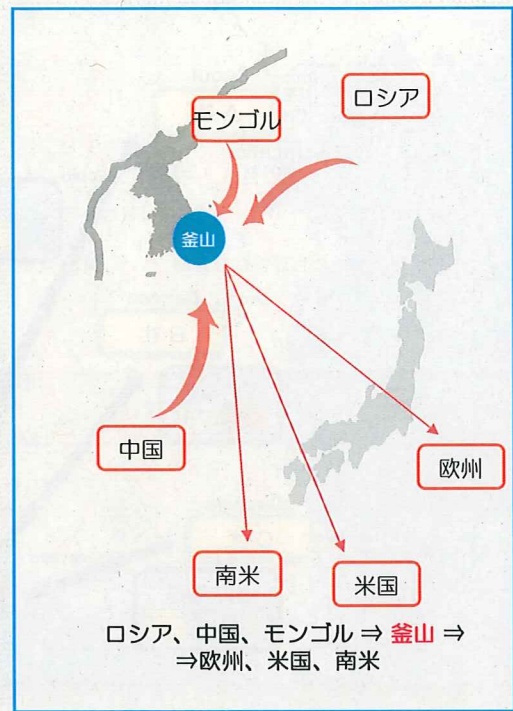 ロシア
モンゴル
釜山
中国
欧州
南米
米国
ロシア、中国、モンゴル ⇒ 釜山 ⇒
⇒欧州、米国、南米